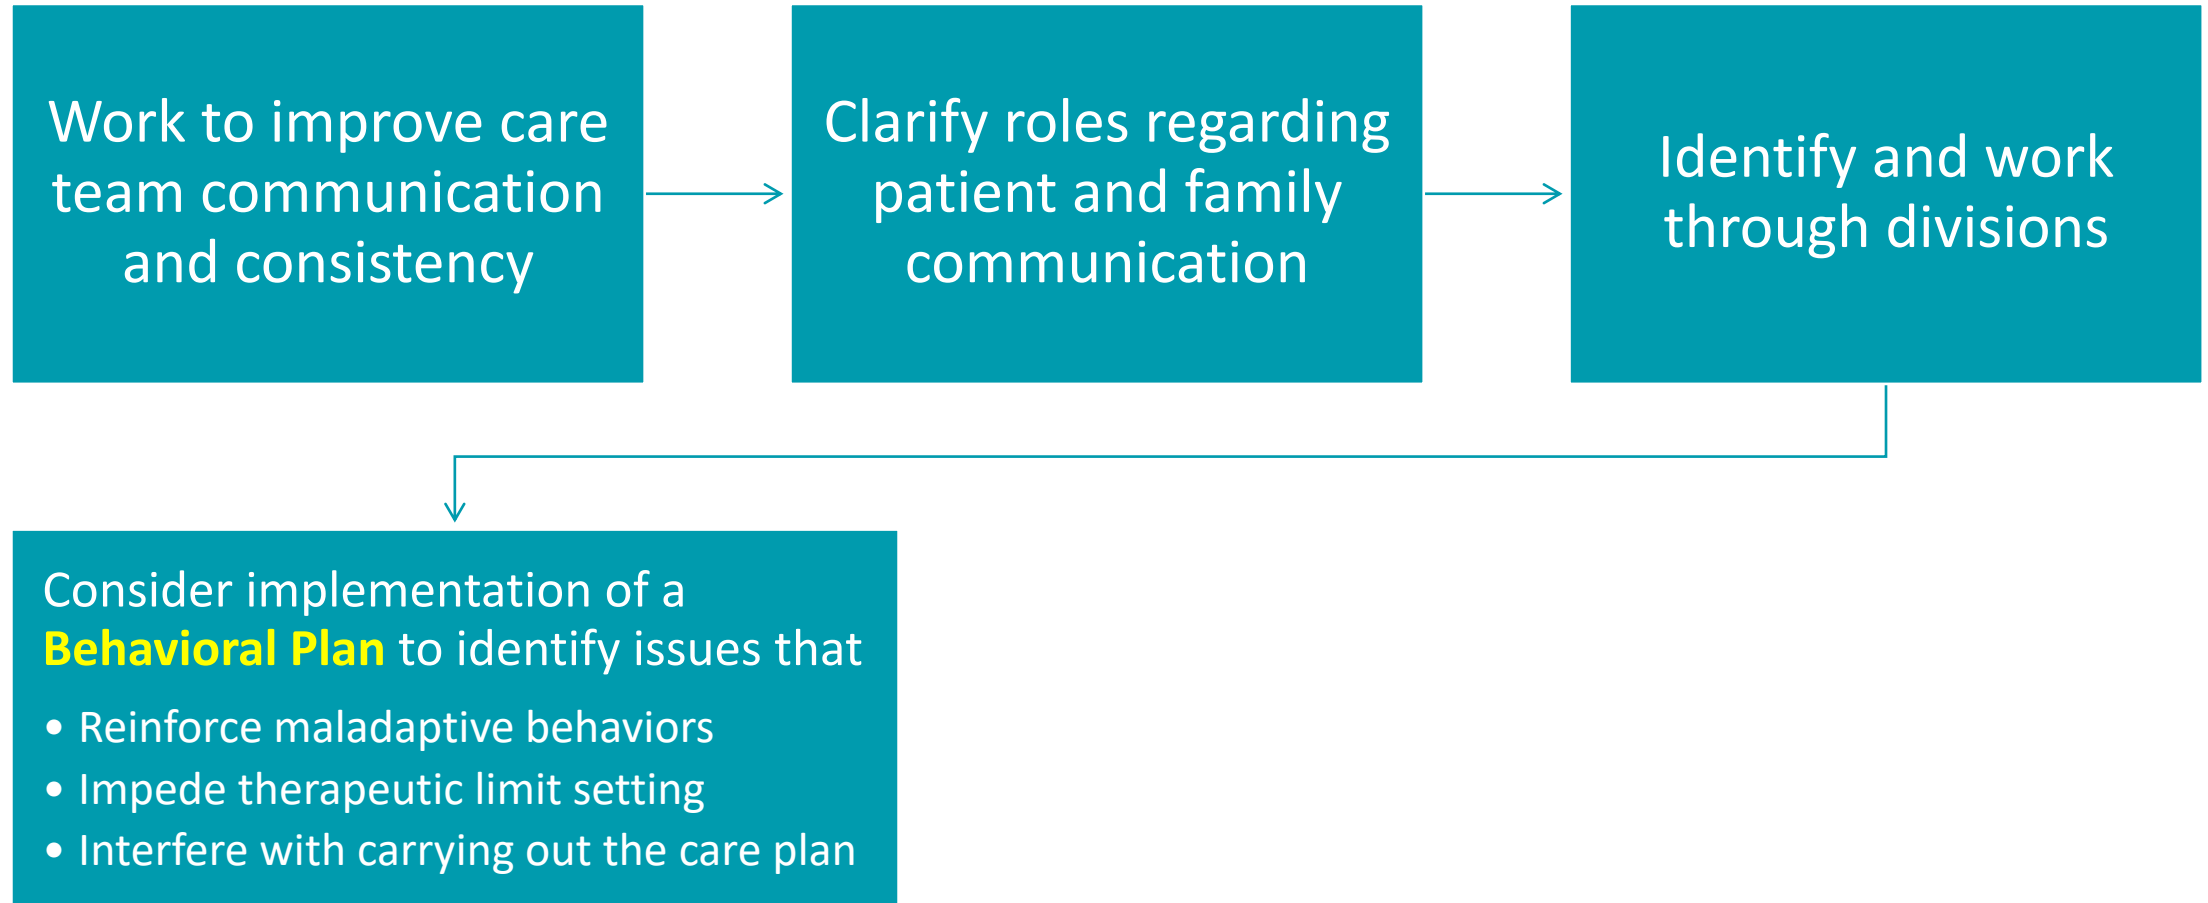 Work to improve care
team communication
and consistency
Clarify roles regarding
patient and family
communication
Identify and work
through divisions
Consider implementation of a
Behavioral Plan to identify issues that
• Reinforce maladaptive behaviors
• Impede therapeutic limit setting
• Interfere with carrying out the care plan